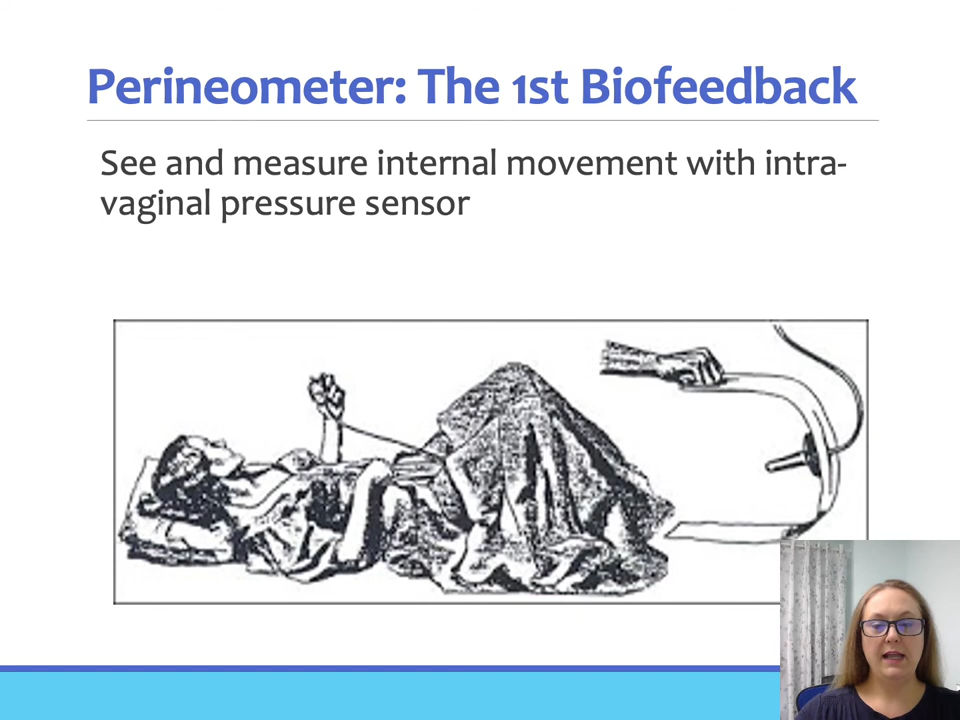 Perineometer: The 1st Biofeedback
See and measure internal movement with intra-
vaginal pressure sensor